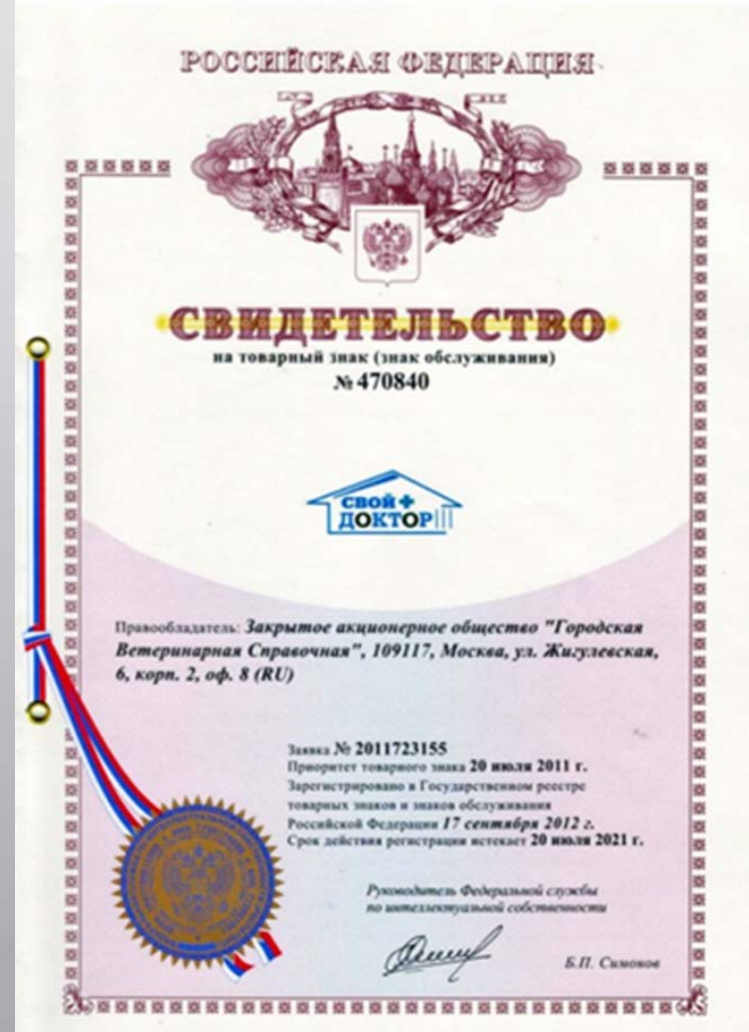 РОССИЙСКАЯ ФЕДЕРАЦИЯ
СВИДЕТЕЛЬСТВО
на товарный знак (знак обслуживания)
№ 470840
СВОЙ +
ДОКТОР
Правообладатель: Закрытое акционерное общество "Городская
Ветеринарная Справочная", 109117, Москва, ул. Жигулевская,
6, корп. 2, оф. 8 (RU)
Заявка № 2011723155
Приоритет товарного знака 20 июля 2011 г.
Зарегистрировано в Государственном реестре
товарных знаков и знаков обслуживания
Российской Федерации 17 сентября 2012 г.
Срок действия регистрации истекает 20 июля 2021 г.
Руководитель Федеральной службы
по интеллектуальной собственности
Б.П. Симонов